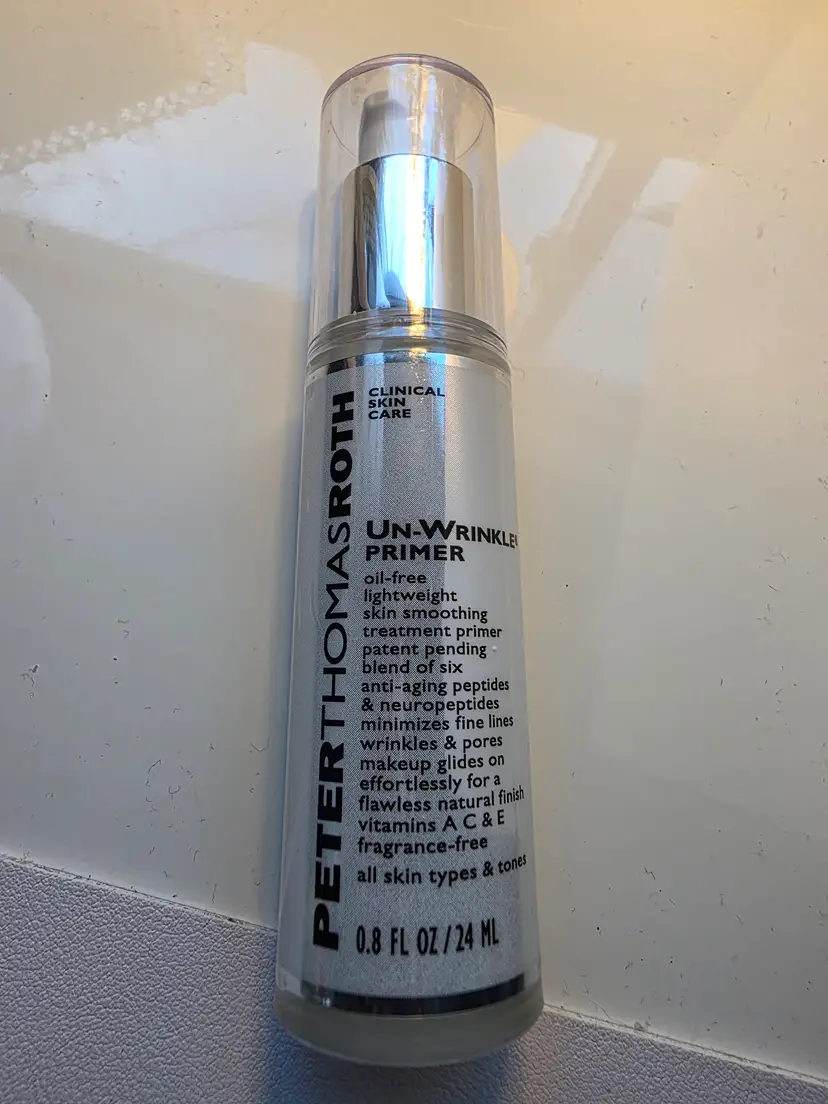 PETERTHOMASROTH
CLINICAL
SKIN
CARE
UN-WRINKLE
PRIMER
oil-free
lightweight
skin smoothing
treatment primer
patent pending
blend of six
anti-aging peptides
& neuropeptides
minimizes fine lines
wrinkles & pores
makeup glides on
effortlessly for a
flawless natural finish
vitamins A C & E
fragrance-free
all skin types & tones
0.8 FL OZ/24 ML